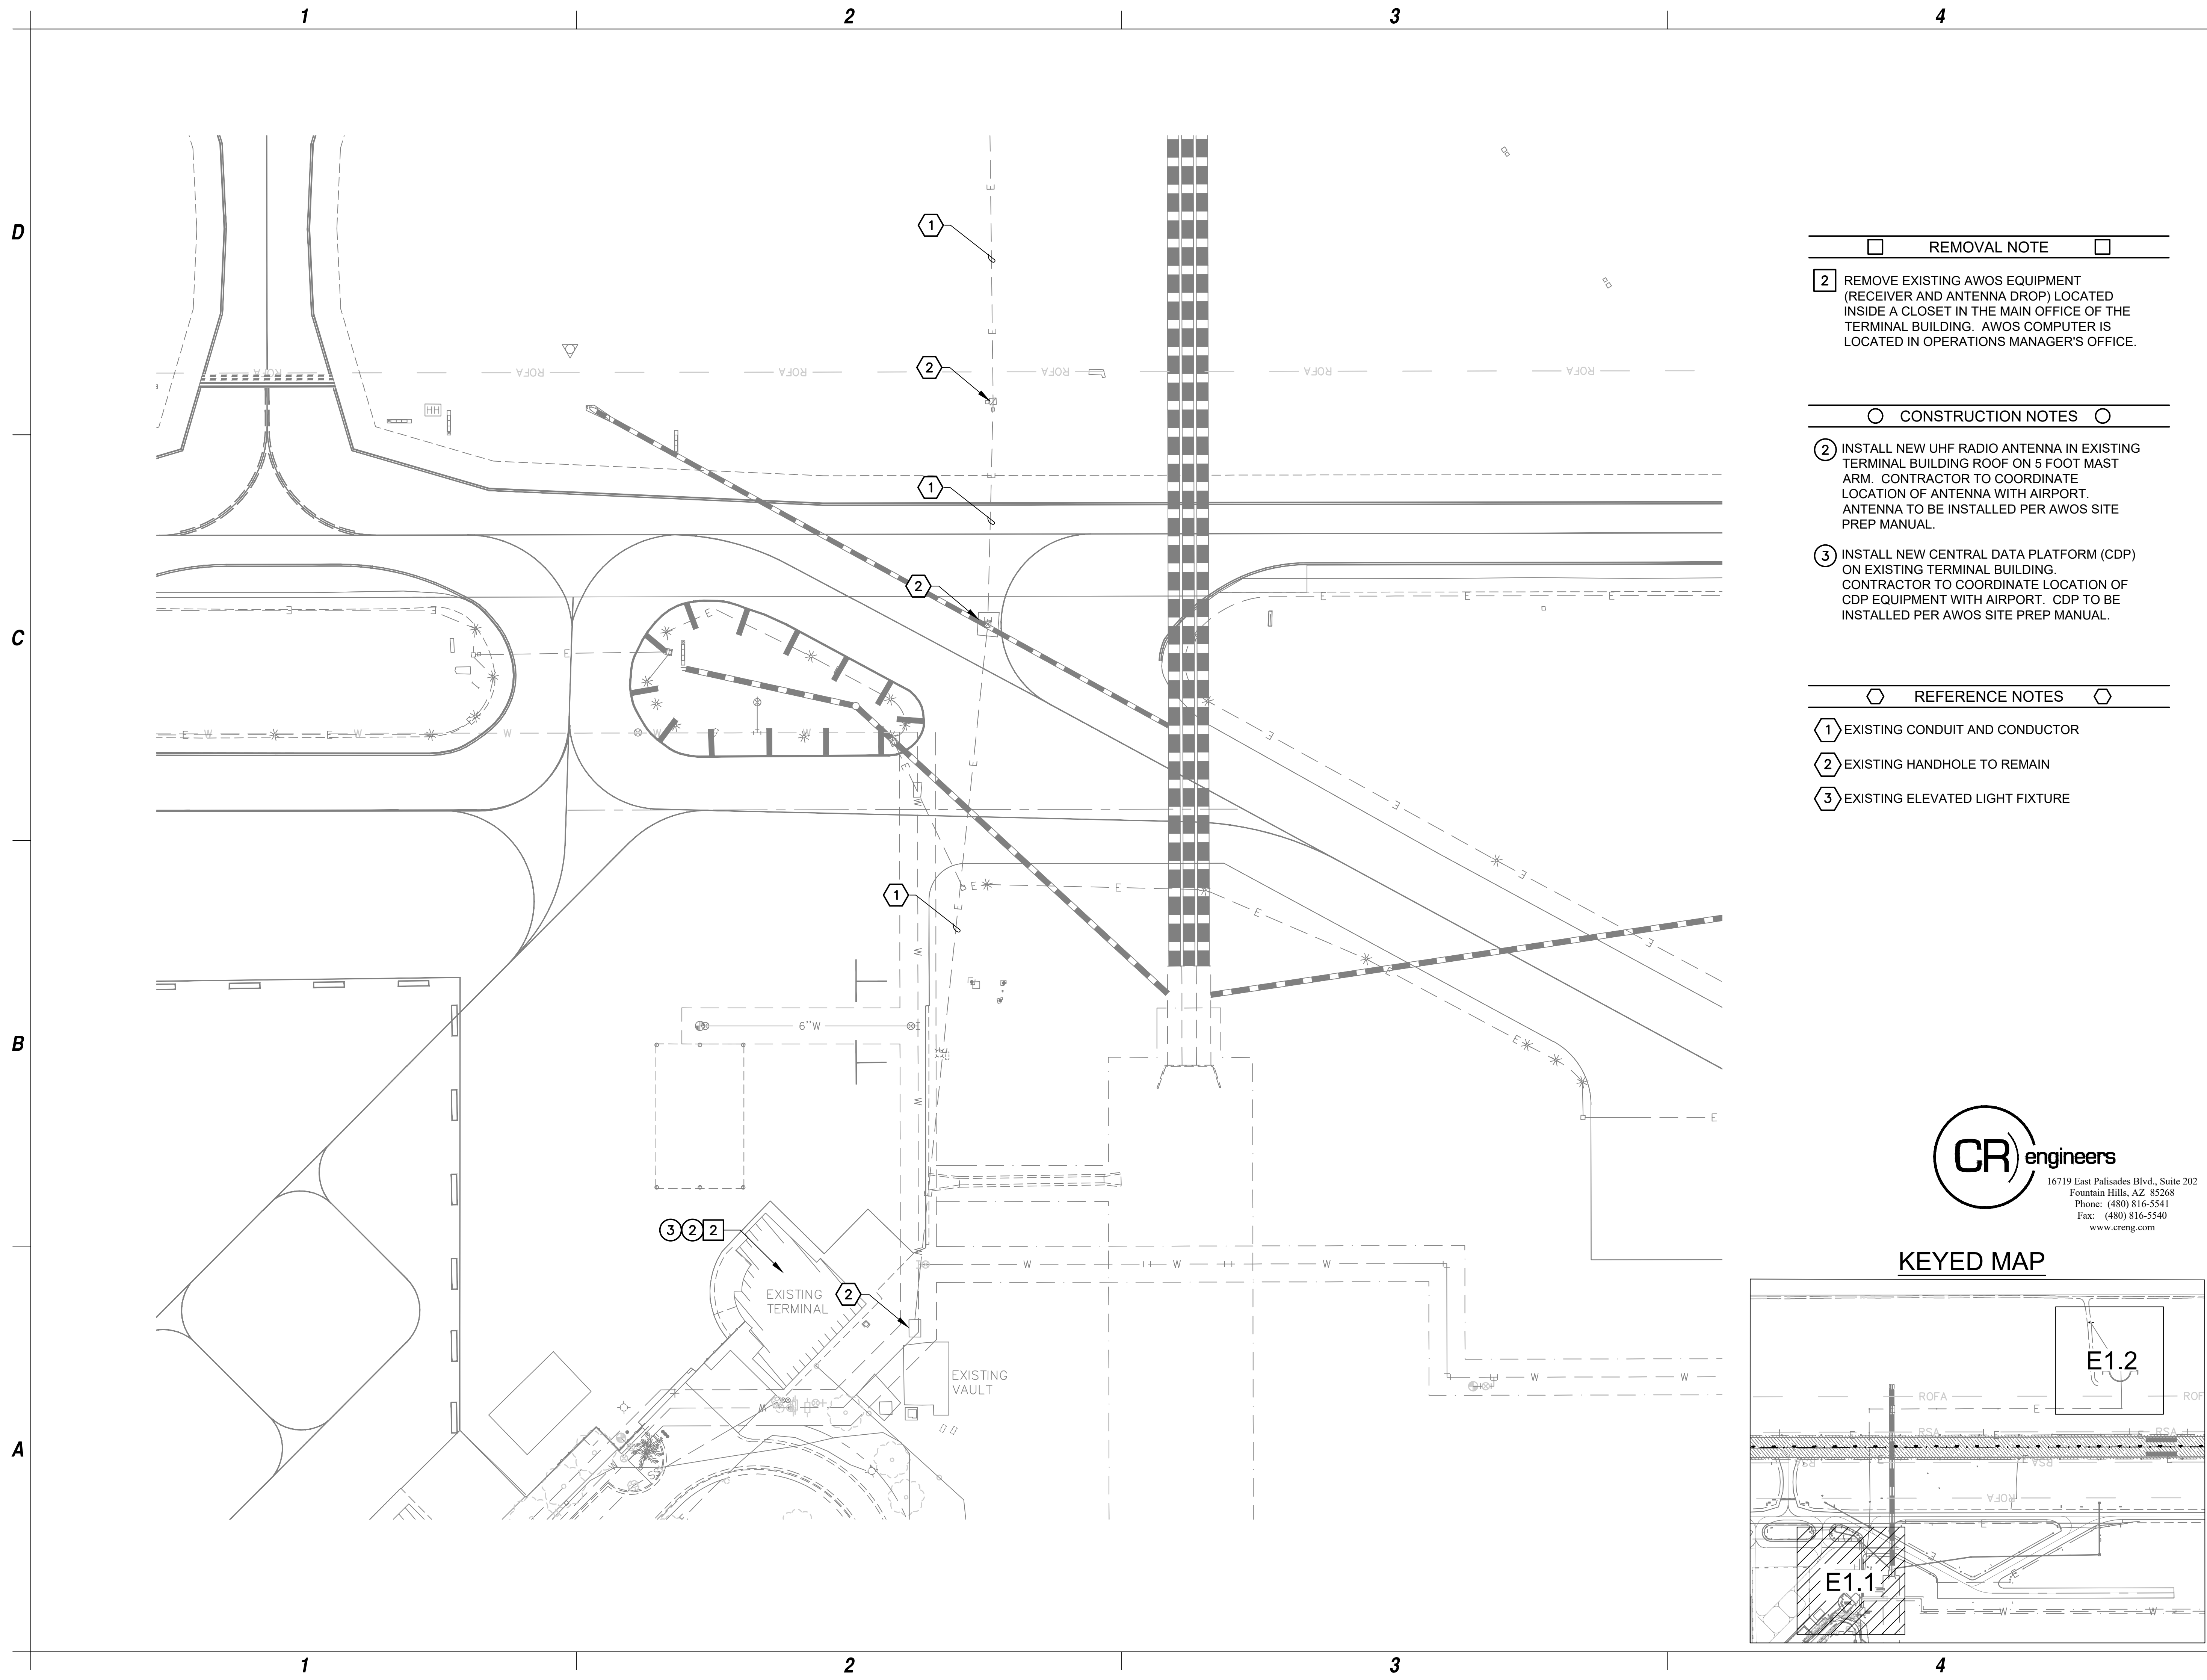 1 2 3 4
D
C
B
A
1
2
1
2
1
3 2 2
2
HH
ROFA ROFA ROFA ROFA ROFA ROFA
E
E
E
E
E E
E
E E E
E
E
E W E W W W W
E
E
E
E
W
E
E E
E
E
W
E
E
E
E
W
6"W
E
W
E
W
W W W
W W W
EXISTING
TERMINAL
EXISTING
VAULT
W
SS
REMOVAL NOTE
2 REMOVE EXISTING AWOS EQUIPMENT
(RECEIVER AND ANTENNA DROP) LOCATED
INSIDE A CLOSET IN THE MAIN OFFICE OF THE
TERMINAL BUILDING. AWOS COMPUTER IS
LOCATED IN OPERATIONS MANAGER'S OFFICE.
CONSTRUCTION NOTES
2 INSTALL NEW UHF RADIO ANTENNA IN EXISTING
TERMINAL BUILDING ROOF ON 5 FOOT MAST
ARM. CONTRACTOR TO COORDINATE
LOCATION OF ANTENNA WITH AIRPORT.
ANTENNA TO BE INSTALLED PER AWOS SITE
PREP MANUAL.
3 INSTALL NEW CENTRAL DATA PLATFORM (CDP)
ON EXISTING TERMINAL BUILDING.
CONTRACTOR TO COORDINATE LOCATION OF
CDP EQUIPMENT WITH AIRPORT. CDP TO BE
INSTALLED PER AWOS SITE PREP MANUAL.
REFERENCE NOTES
1 EXISTING CONDUIT AND CONDUCTOR
2 EXISTING HANDHOLE TO REMAIN
3 EXISTING ELEVATED LIGHT FIXTURE
CR engineers
16719 East Palisades Blvd., Suite 202
Fountain Hills, AZ 85268
Phone: (480) 816-5541
Fax: (480) 816-5540
www.creng.com
KEYED MAP
E1.2
ROFA ROF
E
RSA RSA
RSA
ROFA
E1.1
W W
1 2 3 4